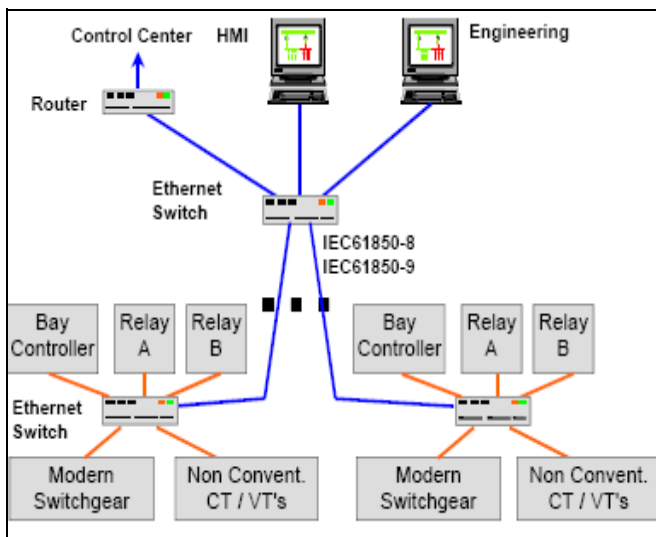 Control Center
HMI
Engineering
Router
Ethernet
Switch
IEC61850-8
IEC61850-9
Bay
Controller
Relay
A
Relay
B
Bay
Controller
Relay
A
Relay
B
Ethernet
Switch
Modern
Switchgear
Non Convent.
CT / VT's
Modern
Switchgear
Non Convent.
CT / VT's